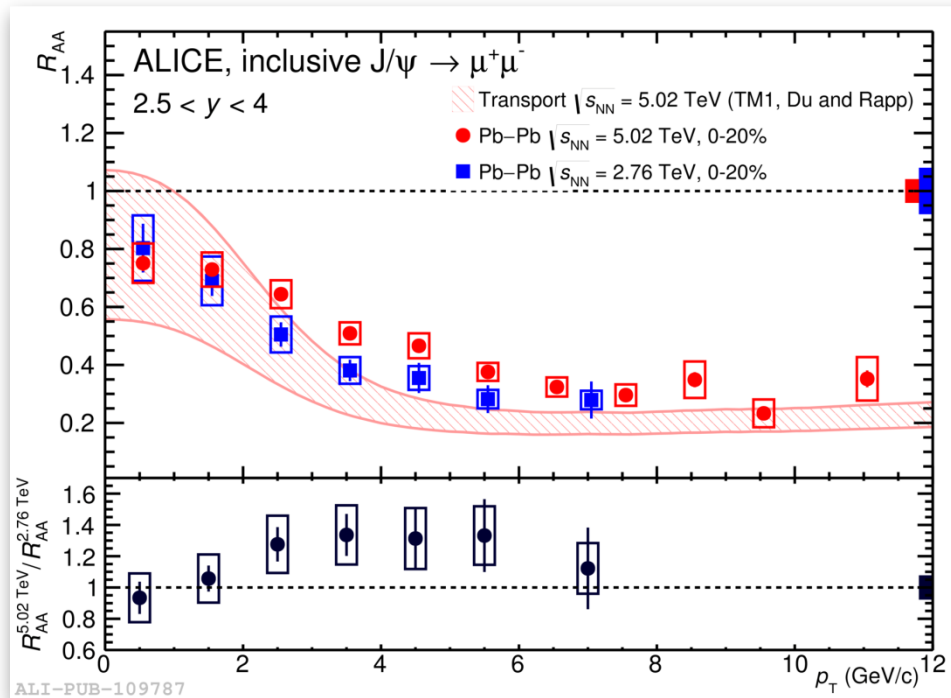 R_AA
ALICE, inclusive J/ψ → μ⁺μ⁻
2.5 < y < 4
Transport √s_NN = 5.02 TeV (TM1, Du and Rapp)
Pb–Pb √s_NN = 5.02 TeV, 0-20%
Pb–Pb √s_NN = 2.76 TeV, 0-20%
1.4
1.2
1
0.8
0.6
0.4
0.2
R_AA^5.02 TeV / R_AA^2.76 TeV
1.6
1.4
1.2
1
0.8
0.6
0 2 4 6 8 10 12
p_T (GeV/c)
ALI-PUB-109787